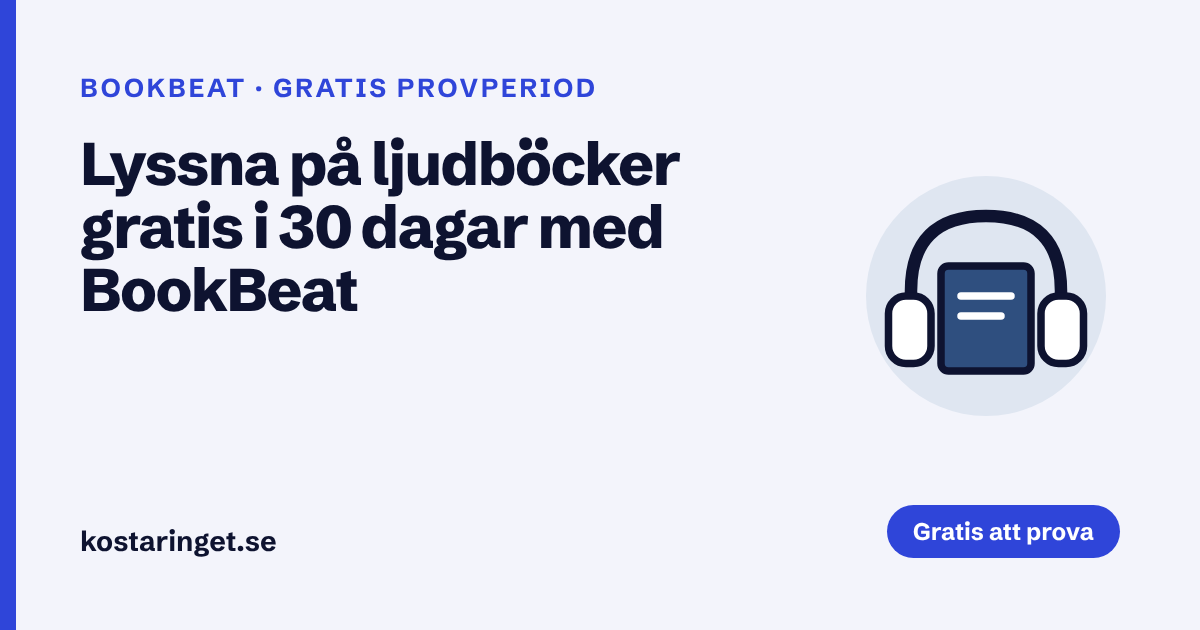 BOOKBEAT · GRATIS PROVPERIOD
Lyssna på ljudböcker
gratis i 30 dagar med
BookBeat
kostaringet.se
Gratis att prova